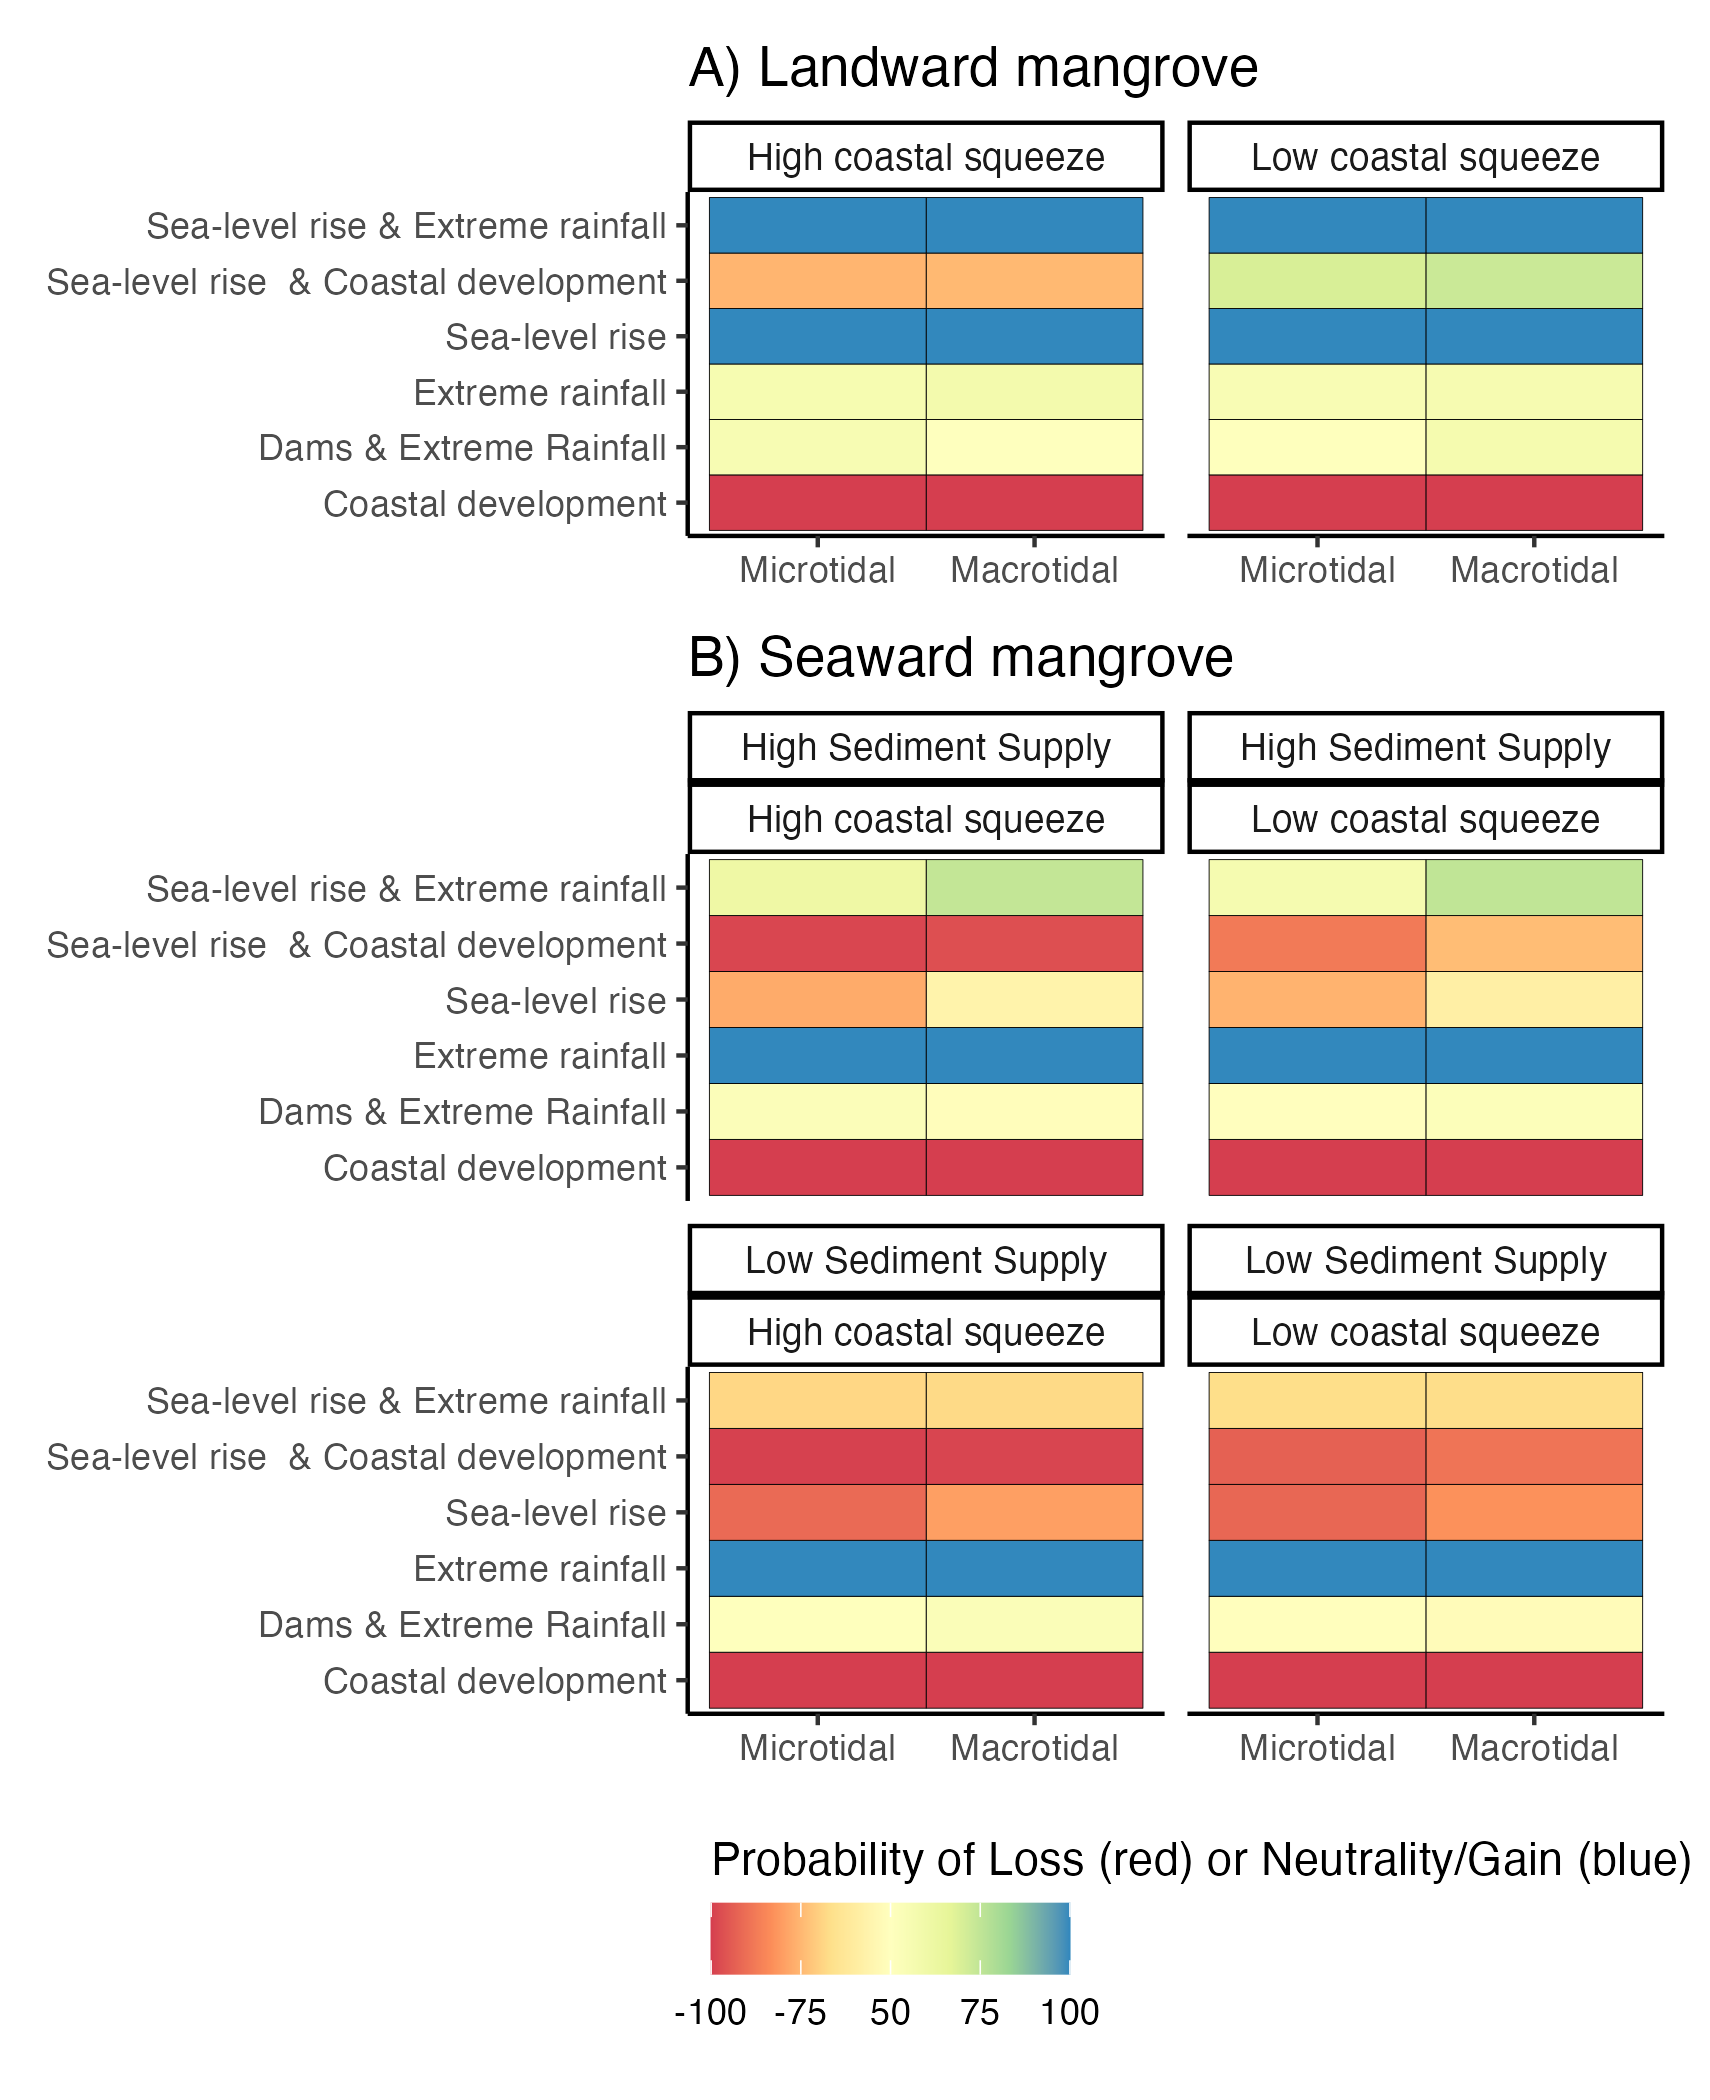 A) Landward mangrove
High coastal squeeze
Low coastal squeeze
Sea-level rise & Extreme rainfall
Sea-level rise  & Coastal development
Sea-level rise
Extreme rainfall
Dams & Extreme Rainfall
Coastal development
Microtidal
Macrotidal
Microtidal
Macrotidal
B) Seaward mangrove
High Sediment Supply
High Sediment Supply
High coastal squeeze
Low coastal squeeze
Sea-level rise & Extreme rainfall
Sea-level rise  & Coastal development
Sea-level rise
Extreme rainfall
Dams & Extreme Rainfall
Coastal development
Low Sediment Supply
Low Sediment Supply
High coastal squeeze
Low coastal squeeze
Sea-level rise & Extreme rainfall
Sea-level rise  & Coastal development
Sea-level rise
Extreme rainfall
Dams & Extreme Rainfall
Coastal development
Microtidal
Macrotidal
Microtidal
Macrotidal
Probability of Loss (red) or Neutrality/Gain (blue)
-100 -75 50 75 100